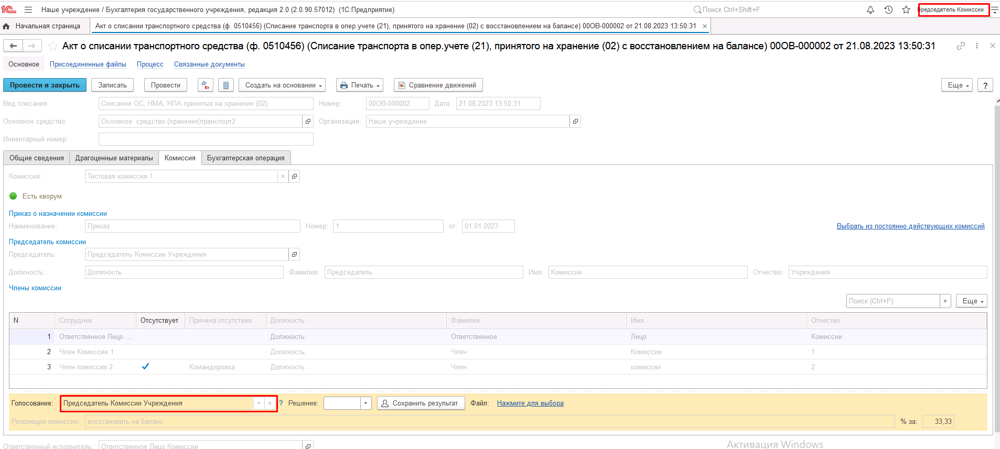 1С Наше учреждение / Бухгалтерия государственного учреждения, редакция 2.0 (2.0.90.57012) (1С:Предприятие) Поиск Ctrl+Shift+F Председатель Комиссии
Начальная страница Акт о списании транспортного средства (ф. 0510456) (Списание транспорта в опер.учете (21), принятого на хранение (02) с восстановлением на балансе) 00ОВ-000002 от 21.08.2023 13:50:31 ×
Акт о списании транспортного средства (ф. 0510456) (Списание транспорта в опер.учете (21), принятого на хранение (02) с восстановлением на балансе) 00ОВ-000002 от 21.08.2023 13:50:31
Основное Присоединенные файлы Процесс Связанные документы
Провести и закрыть Записать Провести Дт Кт Создать на основании Печать Сравнение движений Еще ?
Вид списания: Списание ОС, НМА, НПА принятых на хранение (02) Номер: 00ОВ-000002 Дата: 21.08.2023 13:50:31
Основное средство: Основное средство (хранение)транспорт2 Организация: Наше учреждение
Инвентарный номер:
Общие сведения Драгоценные материалы Комиссия Бухгалтерская операция
Комиссия: Тестовая комиссия 1 ×
Есть кворум
Приказ о назначении комиссии
Наименование: Приказ Номер: 1 от: 01.01.2023 Выбрать из постоянно действующих комиссий
Председатель комиссии
Председатель: Председатель Комиссии Учреждения
Должность: Должность Фамилия: Председатель Имя: Комиссии Отчество: Учреждения
Члены комиссии
Поиск (Ctrl+F) × Еще
N Сотрудник Отсутствует Причина отсутствия Должность Фамилия Имя Отчество
1 Ответственное Лицо ... Должность Ответственное Лицо Комиссии
2 Член Комиссии 1 Должность Член Комиссии 1
3 Член комиссии 2 Командировка Должность Член комиссии 2
Голосование: Председатель Комиссии Учреждения × ? Решение: Сохранить результат Файл: Нажмите для выбора
Резолюция комиссии: восстановить на баланс % за: 33,33
Ответственный исполнитель: Ответственное Лицо Комиссии Активация Windows